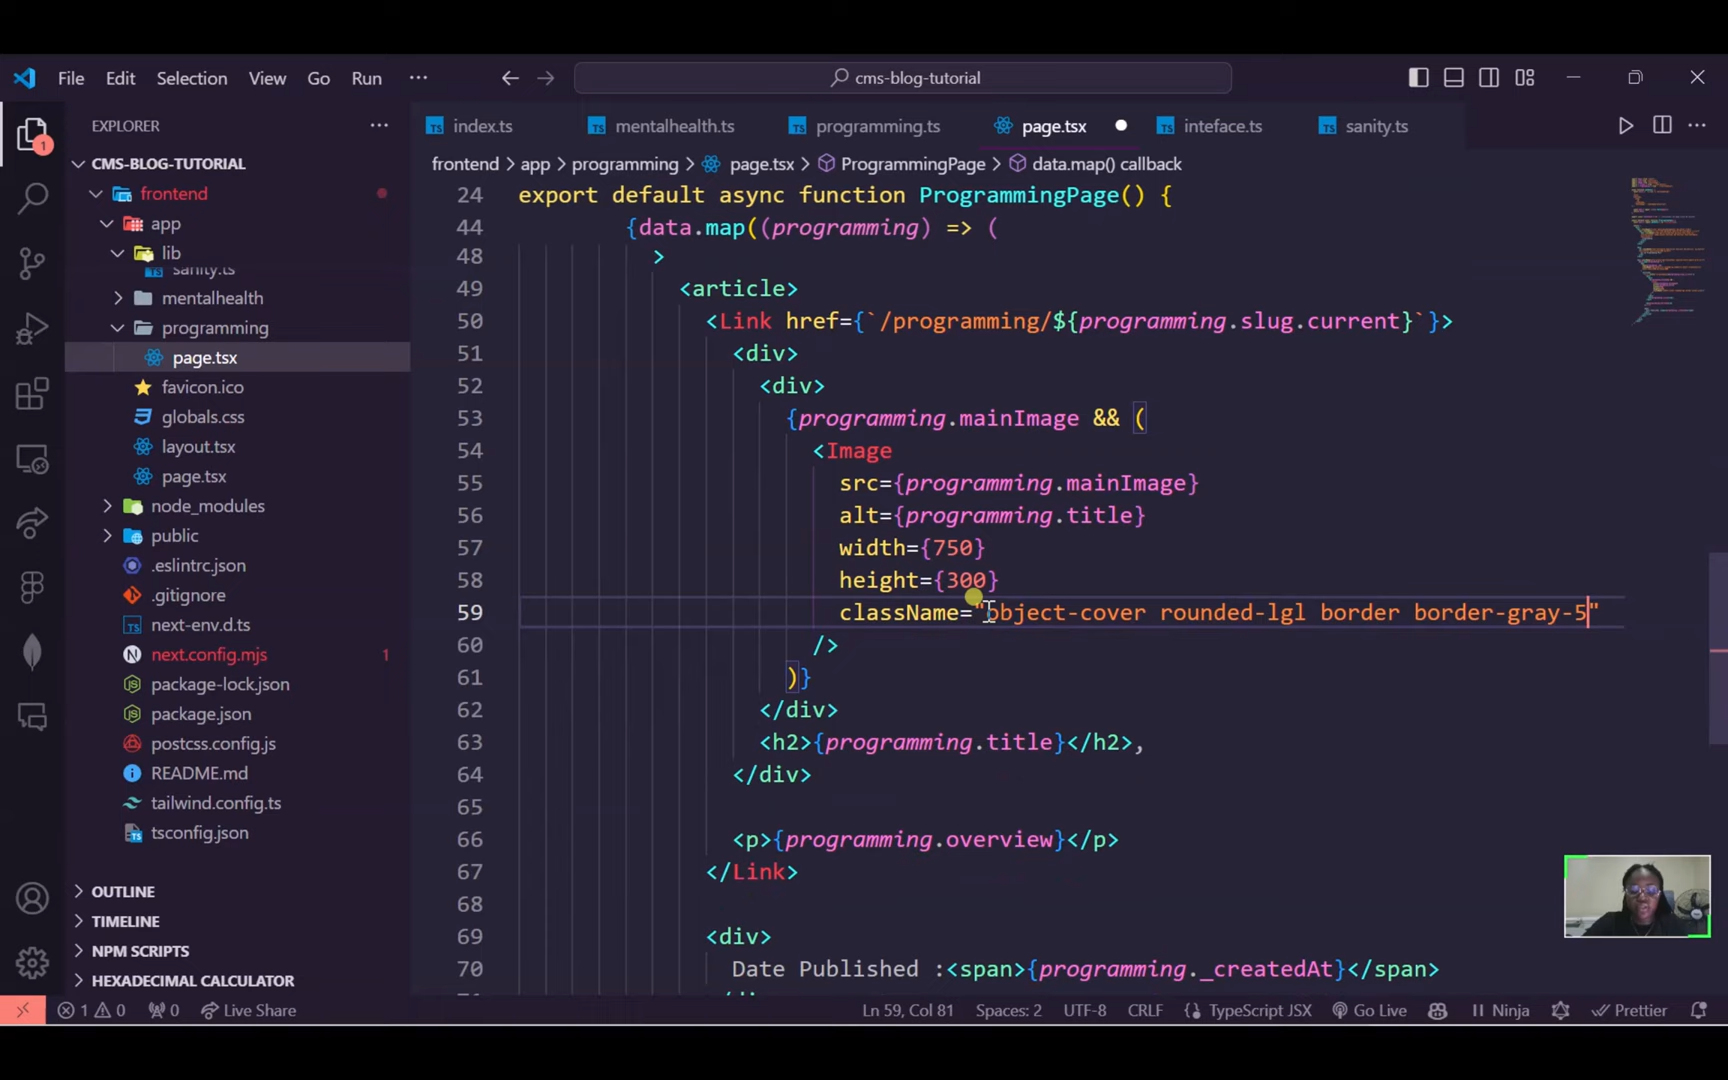 File Edit Selection View Go Run ··· cms-blog-tutorial
EXPLORER ···
index.ts mentalhealth.ts programming.ts page.tsx inteface.ts sanity.ts
CMS-BLOG-TUTORIAL
frontend
app
lib
sanity.ts
mentalhealth
programming
page.tsx
favicon.ico
globals.css
layout.tsx
page.tsx
node_modules
public
.eslintrc.json
.gitignore
next-env.d.ts
next.config.mjs 1
package-lock.json
package.json
postcss.config.js
README.md
tailwind.config.ts
tsconfig.json
OUTLINE
TIMELINE
NPM SCRIPTS
HEXADECIMAL CALCULATOR
frontend > app > programming > page.tsx > ProgrammingPage > data.map() callback
24 export default async function ProgrammingPage() {
44 {data.map((programming) => (
48 >
49 <article>
50 <Link href={`/programming/${programming.slug.current}`}>
51 <div>
52 <div>
53 {programming.mainImage && (
54 <Image
55 src={programming.mainImage}
56 alt={programming.title}
57 width={750}
58 height={300}
59 className="object-cover rounded-lgl border border-gray-5"
60 />
61 )}
62 </div>
63 <h2>{programming.title}</h2>,
64 </div>
65
66 <p>{programming.overview}</p>
67 </Link>
68
69 <div>
70 Date Published :<span>{programming._createdAt}</span>
1 0 0 Live Share Ln 59, Col 81 Spaces: 2 UTF-8 CRLF TypeScript JSX Go Live Ninja Prettier